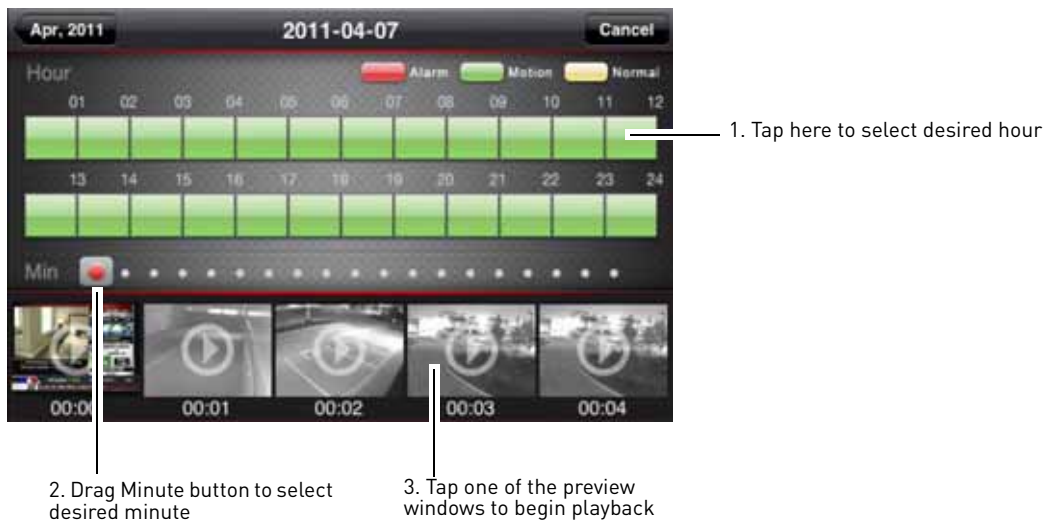 Apr, 2011 2011-04-07 Cancel
Hour Alarm Motion Normal
01 02 03 04 05 06 07 08 09 10 11 12
13 14 15 16 17 18 19 20 21 22 23 24
Min
00:00 00:01 00:02 00:03 00:04
1. Tap here to select desired hour
2. Drag Minute button to select
desired minute
3. Tap one of the preview
windows to begin playback